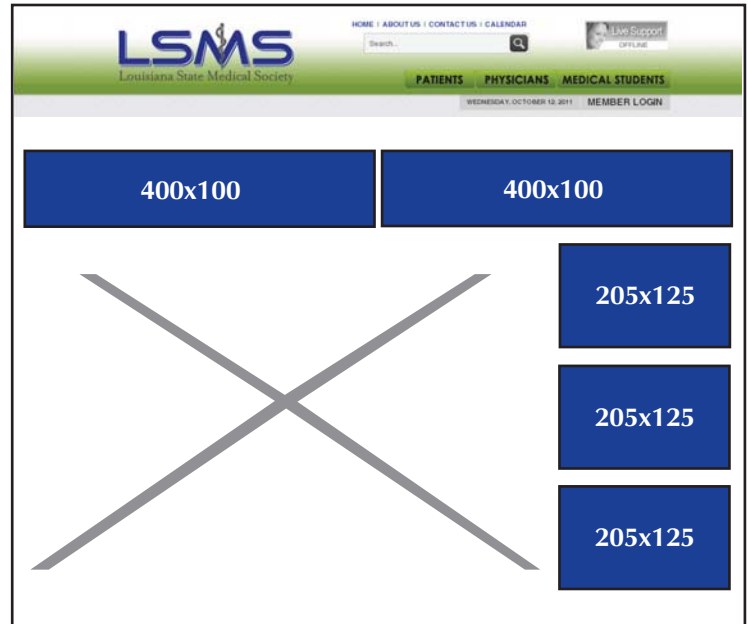 HOME | ABOUT US | CONTACT US | CALENDAR
LSMS
Louisiana State Medical Society
Search..
Live Support
OFFLINE
PATIENTS PHYSICIANS MEDICAL STUDENTS
WEDNESDAY, OCTOBER 12, 2011 MEMBER LOGIN
400x100 400x100
205x125
205x125
205x125